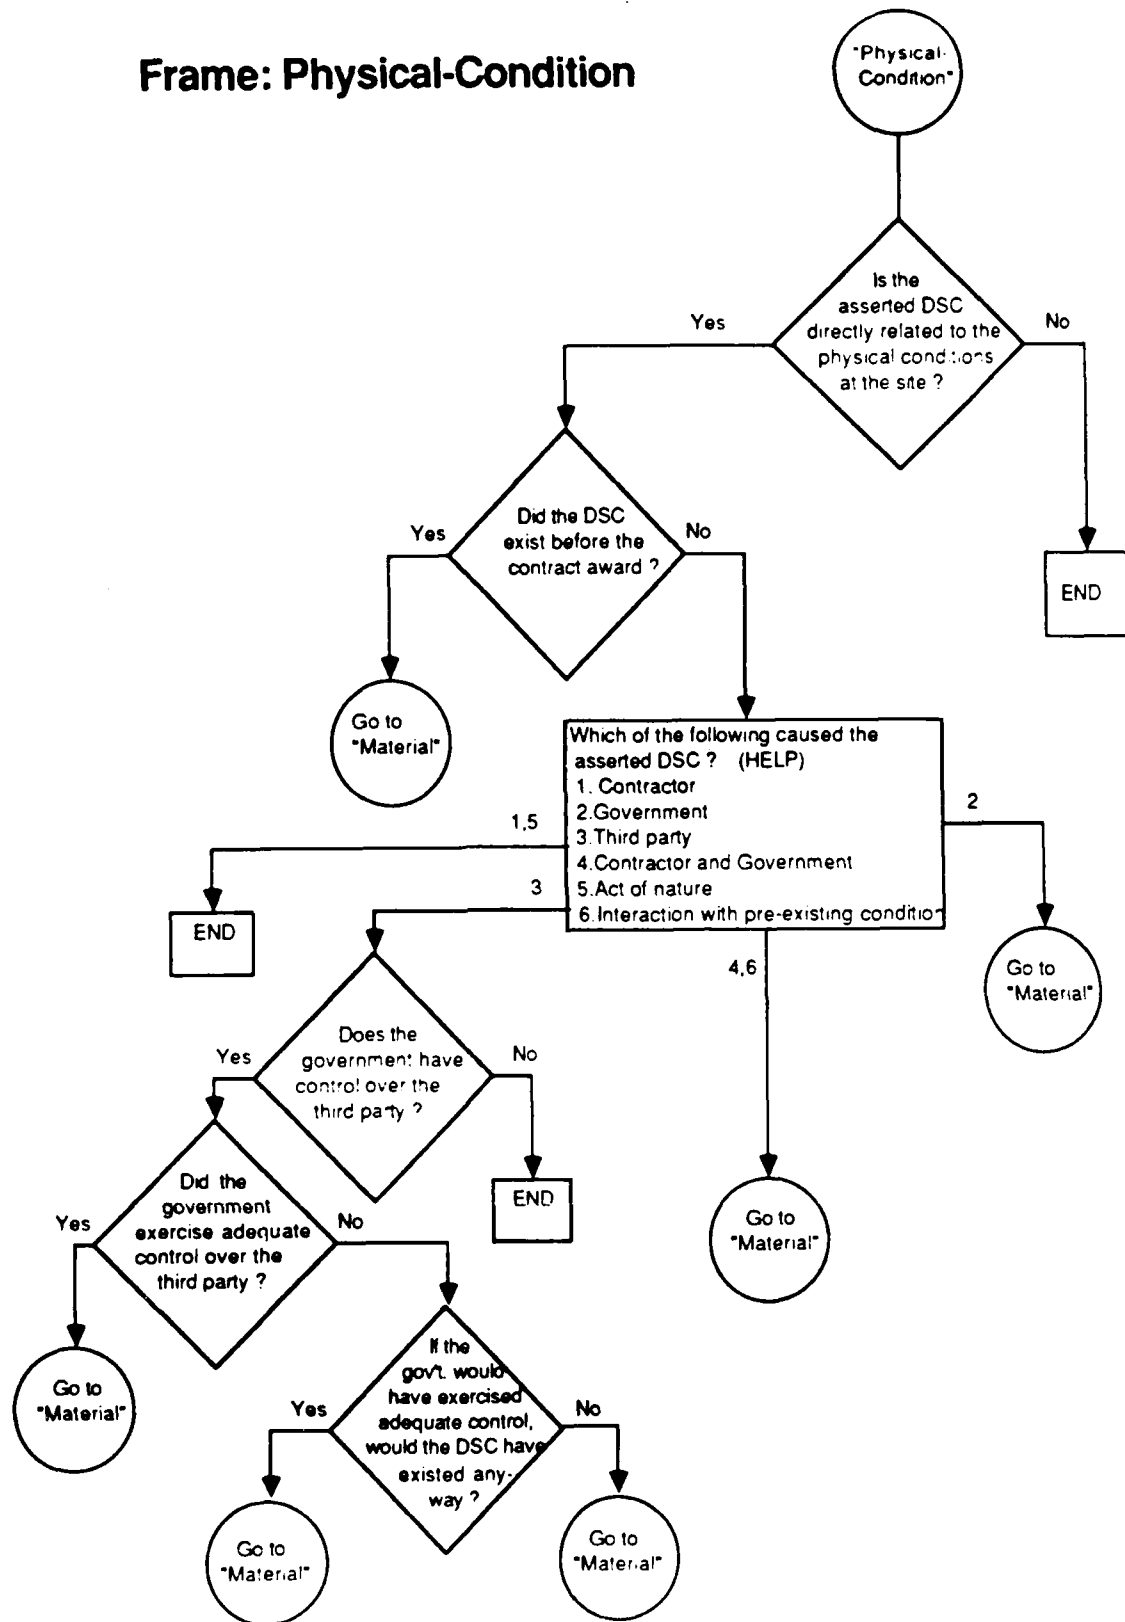 Frame: Physical-Condition
"Physical-
Condition"
Is the
asserted DSC
directly related to the
physical conditions
at the site ?
Yes
No
Did the DSC
exist before the
contract award ?
Yes
No
END
Go to
"Material"
Which of the following caused the
asserted DSC ? (HELP)
1. Contractor
2.Government
3.Third party
4.Contractor and Government
5.Act of nature
6.Interaction with pre-existing condition
1,5
2
3
4,6
END
Go to
"Material"
Does the
government have
control over the
third party ?
Yes
No
Did the
government
exercise adequate
control over the
third party ?
Yes
No
END
Go to
"Material"
If the
gov't. would
have exercised
adequate control,
would the DSC have
existed any-
way ?
Yes
No
Go to
"Material"
Go to
"Material"
Go to
"Material"